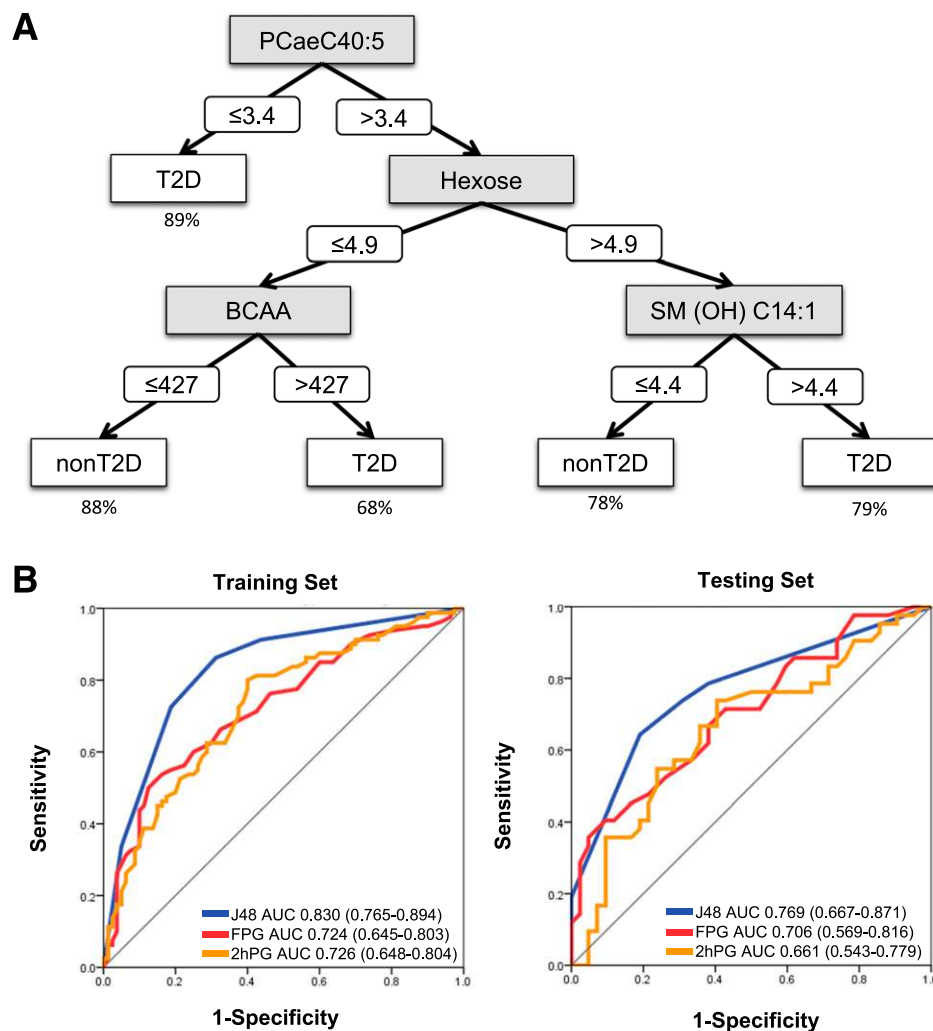 A
PCaeC40:5
≤3.4
>3.4
T2D
Hexose
89%
≤4.9
>4.9
BCAA
SM (OH) C14:1
≤427
>427
≤4.4
>4.4
nonT2D
T2D
nonT2D
T2D
88%
68%
78%
79%
B
Training Set
Sensitivity
1.0
0.8
0.6
0.4
0.2
0.0
J48 AUC 0.830 (0.765-0.894)
FPG AUC 0.724 (0.645-0.803)
2hPG AUC 0.726 (0.648-0.804)
0.0 0.2 0.4 0.6 0.8 1.0
1-Specificity
Testing Set
Sensitivity
1.0
0.8
0.6
0.4
0.2
0.0
J48 AUC 0.769 (0.667-0.871)
FPG AUC 0.706 (0.569-0.816)
2hPG AUC 0.661 (0.543-0.779)
0.0 0.2 0.4 0.6 0.8 1.0
1-Specificity